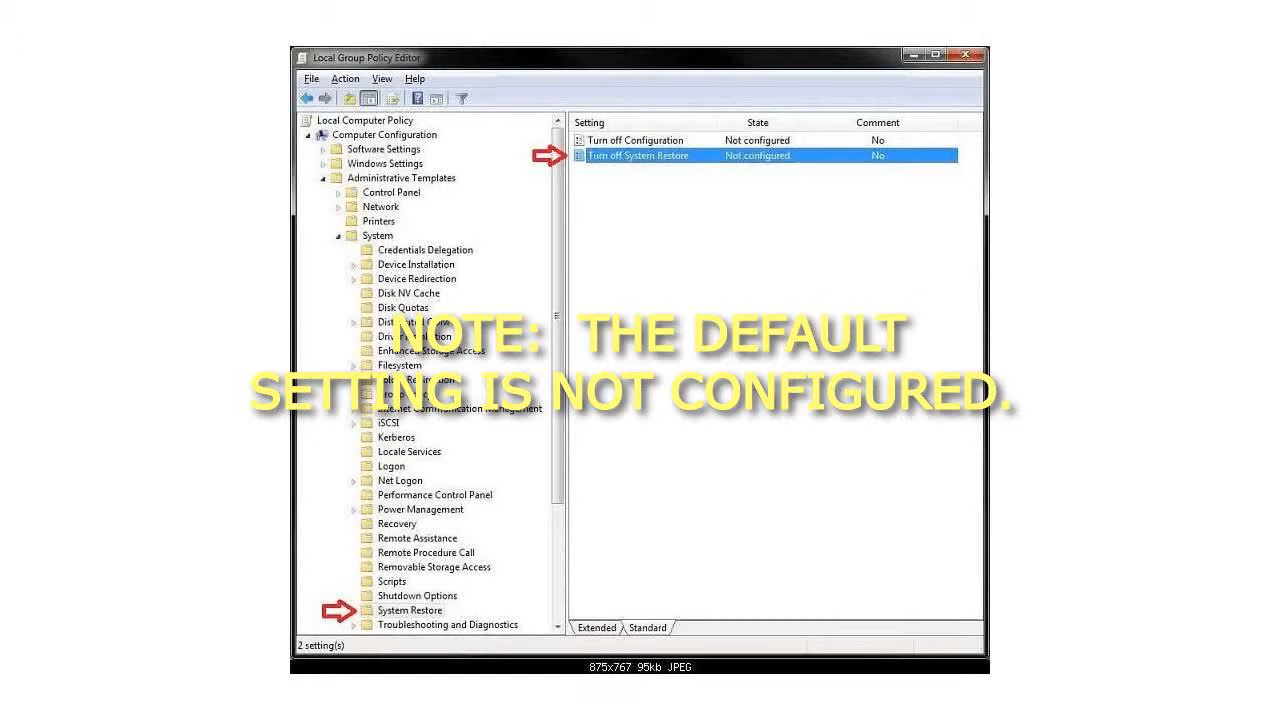 Local Group Policy Editor
File Action View Help
Local Computer Policy
Computer Configuration
Software Settings
Windows Settings
Administrative Templates
Control Panel
Network
Printers
System
Credentials Delegation
Device Installation
Device Redirection
Disk NV Cache
Disk Quotas
Enhanced Storage Access
Filesystem
Internet Communication Management
iSCSI
Kerberos
Locale Services
Logon
Net Logon
Performance Control Panel
Power Management
Recovery
Remote Assistance
Remote Procedure Call
Removable Storage Access
Scripts
Shutdown Options
System Restore
Troubleshooting and Diagnostics
Setting State Comment
Turn off Configuration Not configured No
Turn off System Restore Not configured No
NOTE: THE DEFAULT
SETTING IS NOT CONFIGURED.
Extended Standard
2 setting(s)
875x767 95kb JPEG